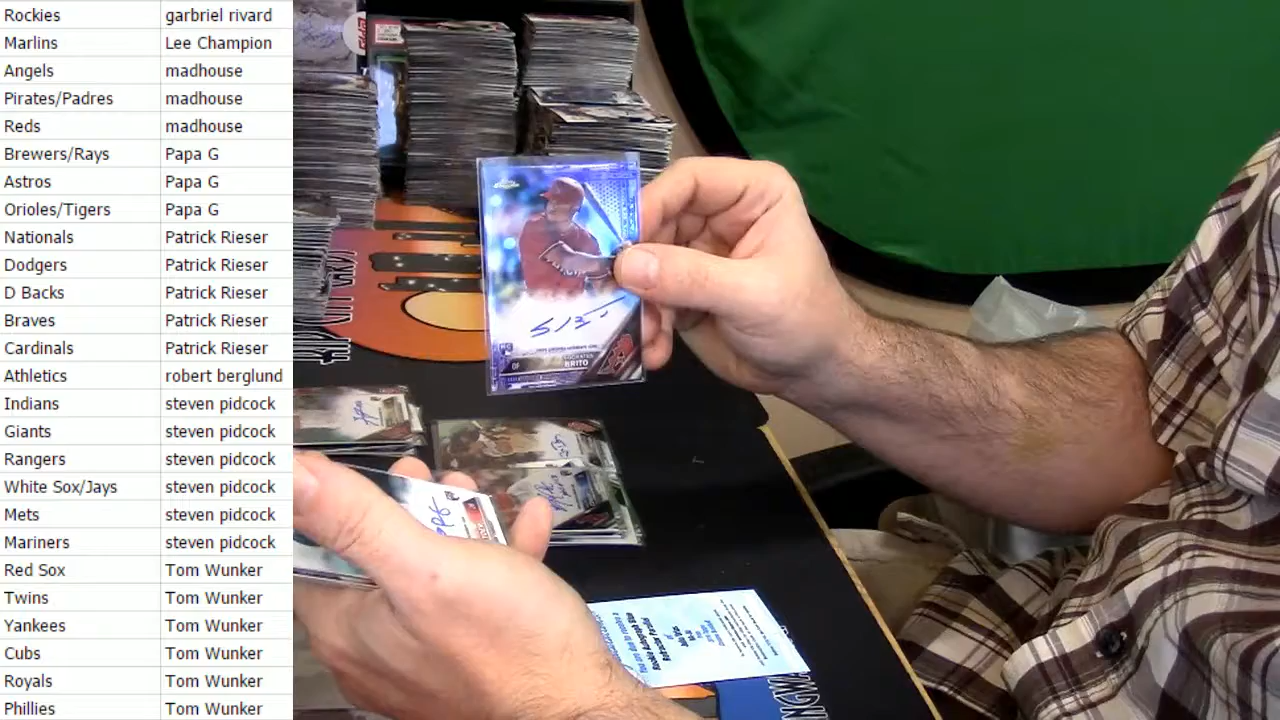 Rockies garbriel rivard
Marlins Lee Champion
Angels madhouse
Pirates/Padres madhouse
Reds madhouse
Brewers/Rays Papa G
Astros Papa G
Orioles/Tigers Papa G
Nationals Patrick Rieser
Dodgers Patrick Rieser
D Backs Patrick Rieser
Braves Patrick Rieser
Cardinals Patrick Rieser
Athletics robert berglund
Indians steven pidcock
Giants steven pidcock
Rangers steven pidcock
White Sox/Jays steven pidcock
Mets steven pidcock
Mariners steven pidcock
Red Sox Tom Wunker
Twins Tom Wunker
Yankees Tom Wunker
Cubs Tom Wunker
Royals Tom Wunker
Phillies Tom Wunker
Chrome
RC
SOCRATES
BRITO